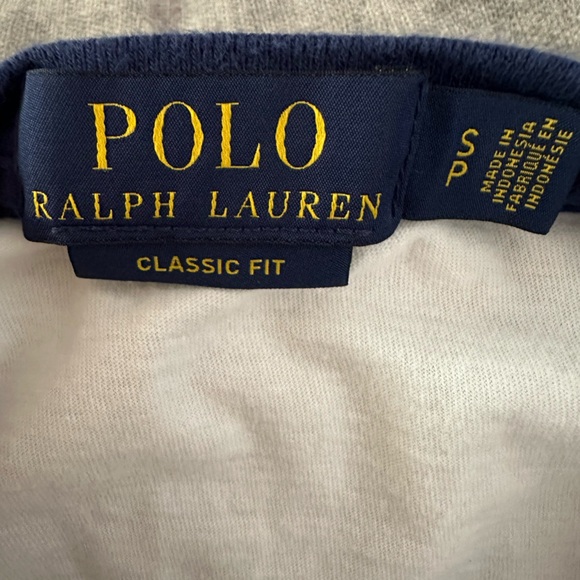 POLO
RALPH LAUREN
CLASSIC FIT
S
P
MADE IN
INDONESIA
FABRIQUÉ EN
INDONÉSIE